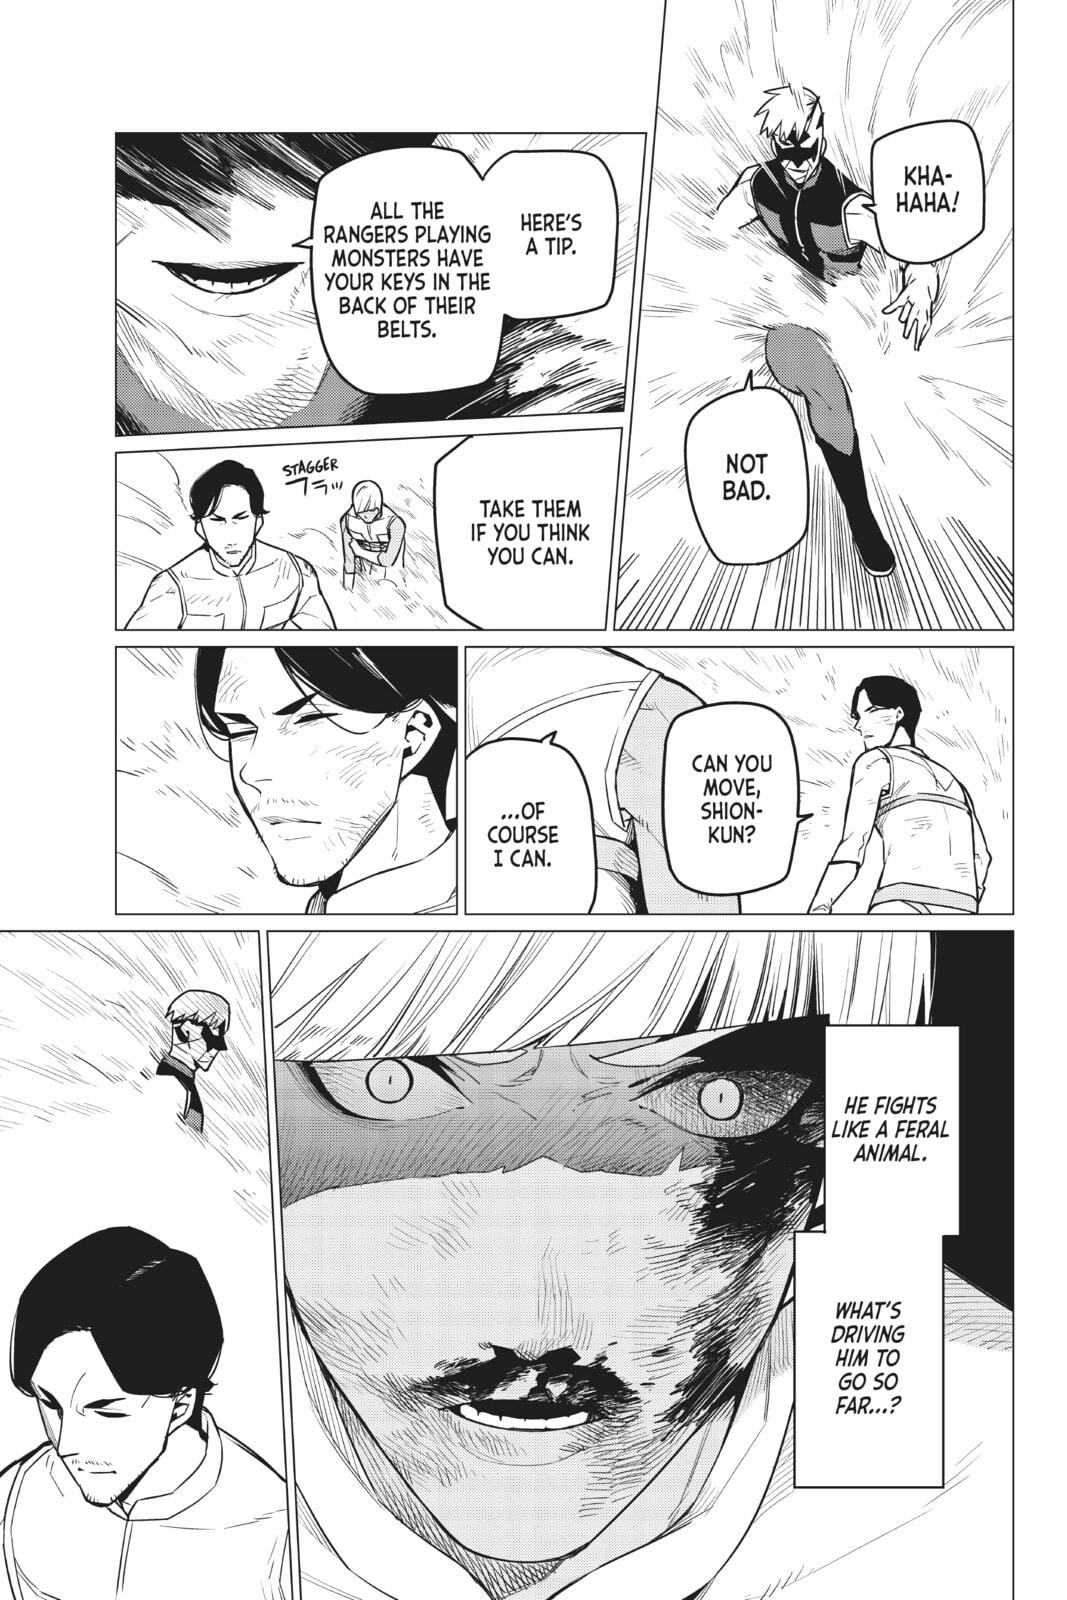 KHA-
HAHA!
NOT
BAD.
HERE'S
A TIP.
ALL THE
RANGERS PLAYING
MONSTERS HAVE
YOUR KEYS IN THE
BACK OF THEIR
BELTS.
TAKE THEM
IF YOU THINK
YOU CAN.
STAGGER
フラ…
CAN YOU
MOVE,
SHION-
KUN?
...OF
COURSE
I CAN.
HE FIGHTS
LIKE A FERAL
ANIMAL.
WHAT'S
DRIVING
HIM TO
GO SO
FAR...?